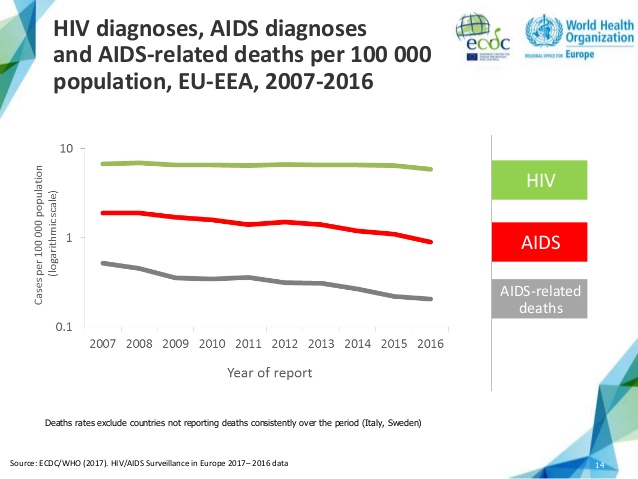 HIV diagnoses, AIDS diagnoses
and AIDS-related deaths per 100 000
population, EU-EEA, 2007-2016
ecdc
World Health
Organization
REGIONAL OFFICE FOR Europe
Cases per 100 000 population
(logarithmic scale)
10
1
0.1
2007 2008 2009 2010 2011 2012 2013 2014 2015 2016
Year of report
HIV
AIDS
AIDS-related
deaths
Deaths rates exclude countries not reporting deaths consistently over the period (Italy, Sweden)
Source: ECDC/WHO (2017). HIV/AIDS Surveillance in Europe 2017– 2016 data
14